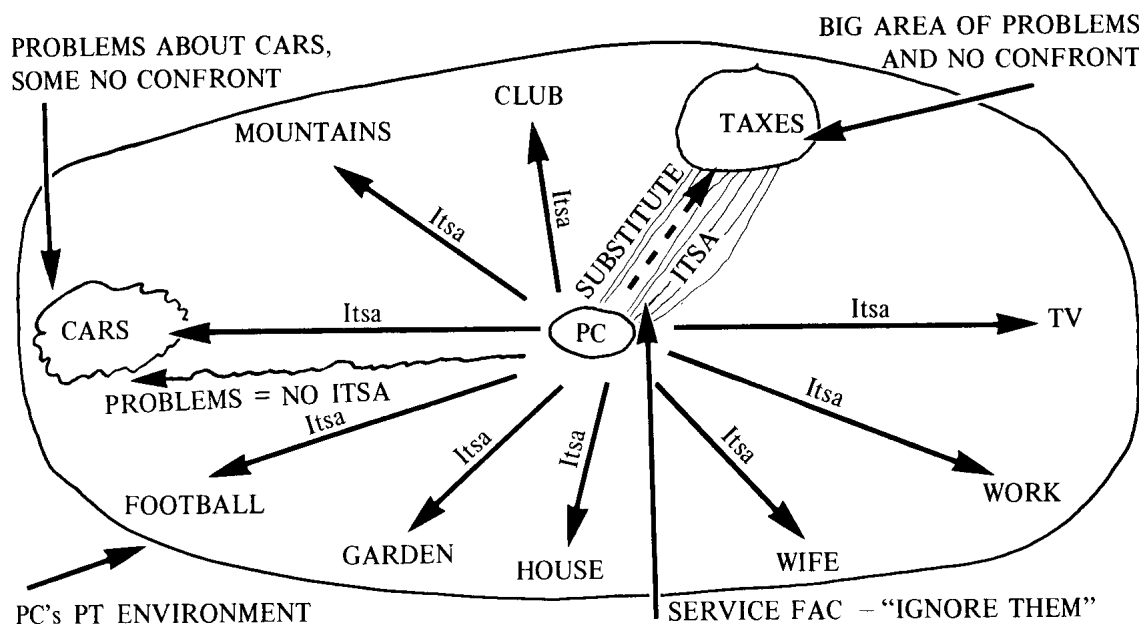 PROBLEMS ABOUT CARS,
SOME NO CONFRONT
BIG AREA OF PROBLEMS
AND NO CONFRONT
CLUB
MOUNTAINS
TAXES
Itsa
Itsa
SUBSTITUTE
ITSA
CARS
Itsa
PC
Itsa
TV
PROBLEMS = NO ITSA
Itsa
Itsa
Itsa
Itsa
Itsa
FOOTBALL
GARDEN
HOUSE
WIFE
WORK
PC's PT ENVIRONMENT
SERVICE FAC – “IGNORE THEM”